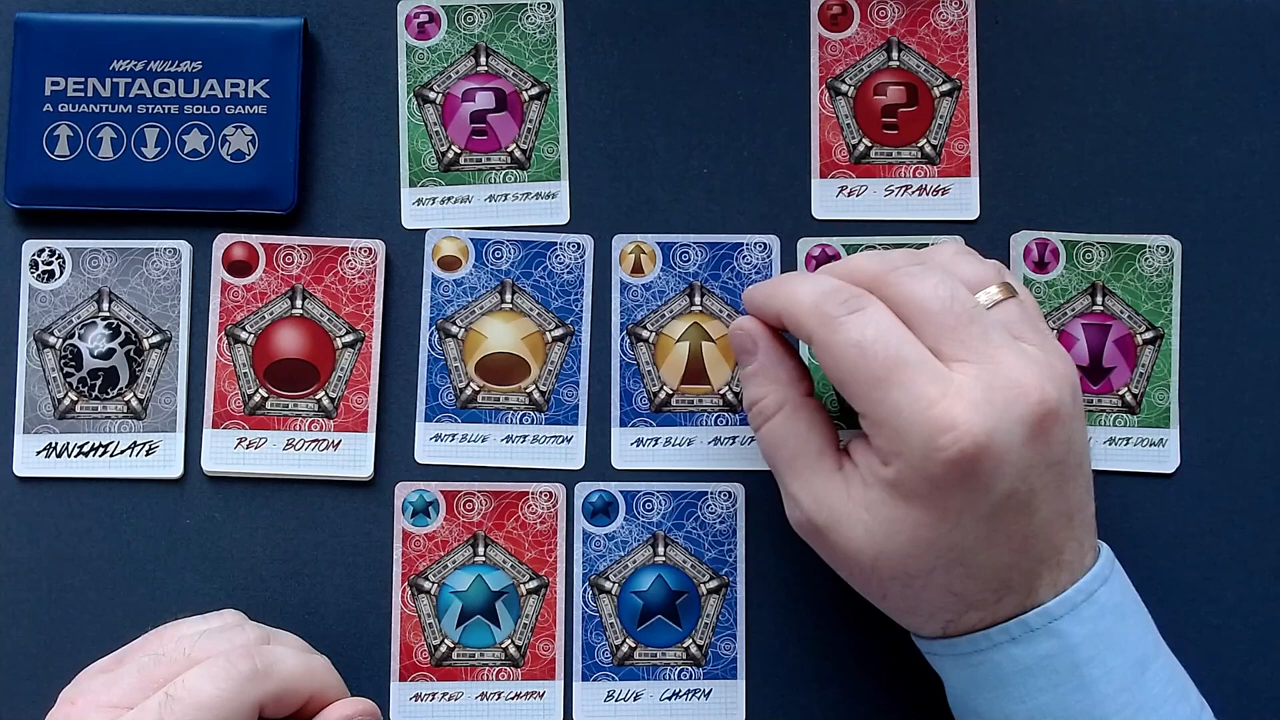 MIKE MULLINS
PENTAQUARK
A QUANTUM STATE SOLO GAME
?
?
ANTI GREEN - ANTI STRANGE
?
?
RED - STRANGE
ANNIHILATE
RED - BOTTOM
ANTI BLUE - ANTI BOTTOM
ANTI BLUE - ANTI
- ANTI DOWN
ANTI RED - ANTI CHARM
BLUE - CHARM